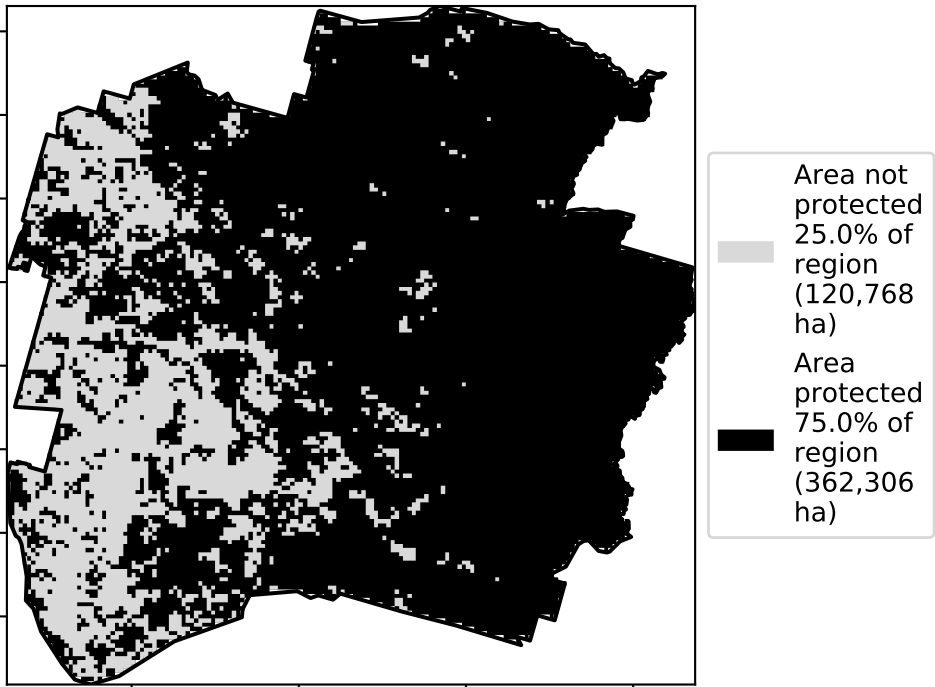 Area not
protected
25.0% of
region
(120,768
ha)
Area
protected
75.0% of
region
(362,306
ha)